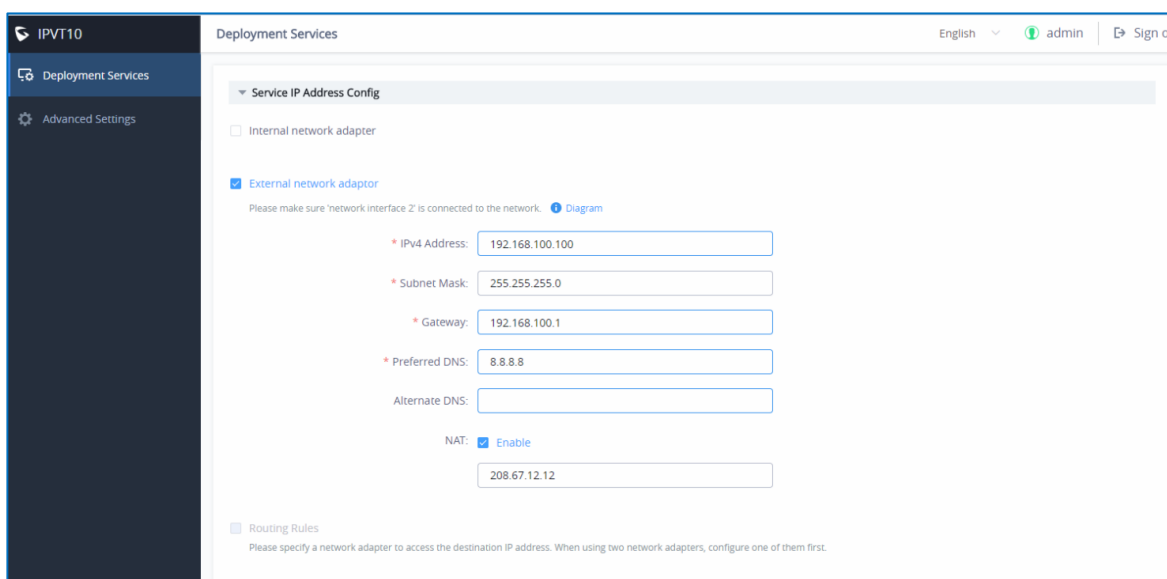 IPVT10
Deployment Services
English
admin
Sign
Deployment Services
Advanced Settings
Service IP Address Config
Internal network adapter
External network adaptor
Please make sure 'network interface 2' is connected to the network. Diagram
* IPv4 Address: 192.168.100.100
* Subnet Mask: 255.255.255.0
* Gateway: 192.168.100.1
* Preferred DNS: 8.8.8.8
Alternate DNS:
NAT: Enable
208.67.12.12
Routing Rules
Please specify a network adapter to access the destination IP address. When using two network adapters, configure one of them first.